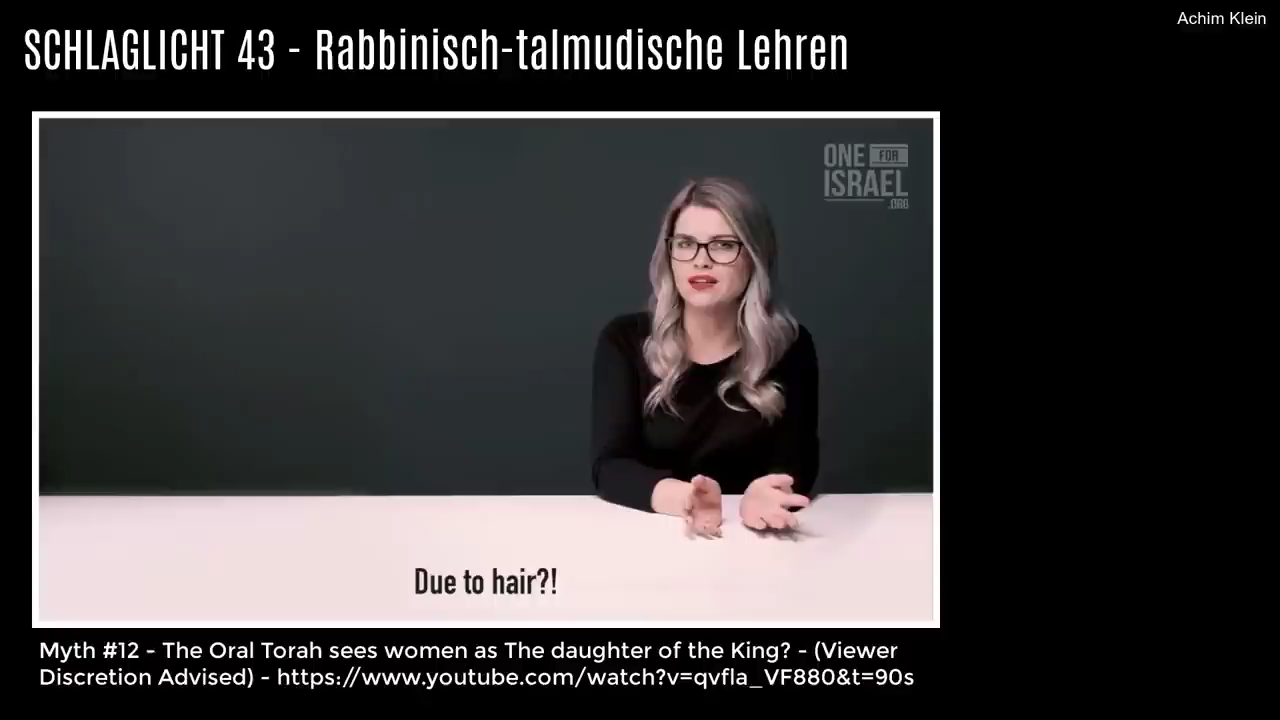 Achim Klein
SCHLAGLICHT 43 - Rabbinisch-talmudische Lehren
ONE FOR
ISRAEL
.ORG
Due to hair?!
Myth #12 - The Oral Torah sees women as The daughter of the King? - (Viewer
Discretion Advised) - https://www.youtube.com/watch?v=qvfla_VF880&t=90s